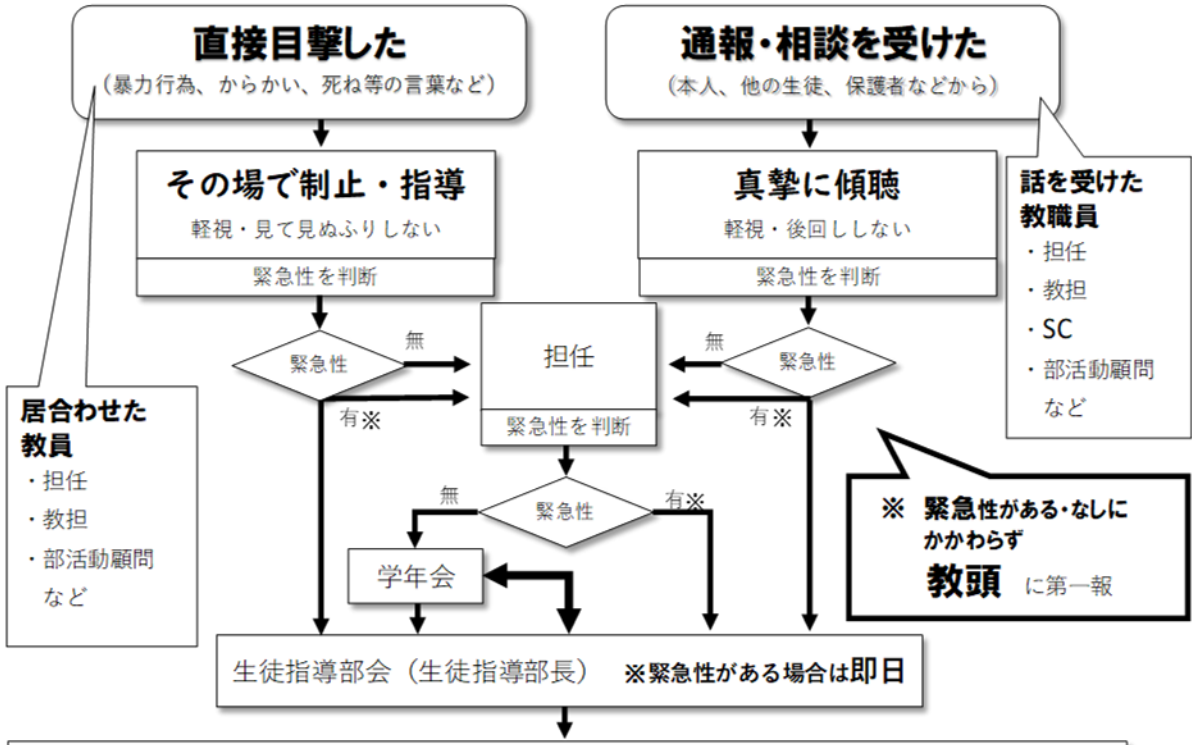 直接目撃した
（暴力行為、からかい、死ね等の言葉など）
通報・相談を受けた
（本人、他の生徒、保護者などから）
その場で制止・指導
軽視・見て見ぬふりしない
緊急性を判断
真摯に傾聴
軽視・後回ししない
緊急性を判断
話を受けた
教職員
・担任
・教担
・SC
・部活動顧問
など
緊急性
無
有※
担任
緊急性を判断
無
緊急性
有※
居合わせた
教員
・担任
・教担
・部活動顧問
など
無
緊急性
有※
※ 緊急性がある・なしに
かかわらず
教頭 に第一報
学年会
生徒指導部会（生徒指導部長） ※緊急性がある場合は即日